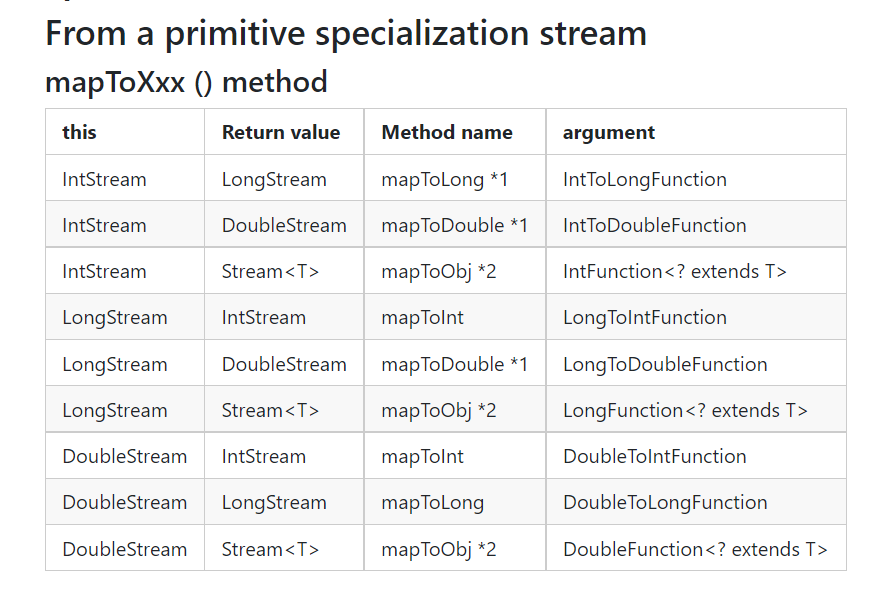 From a primitive specialization stream
mapToXxx () method
this Return value Method name argument
IntStream LongStream mapToLong *1 IntToLongFunction
IntStream DoubleStream mapToDouble *1 IntToDoubleFunction
IntStream Stream<T> mapToObj *2 IntFunction<? extends T>
LongStream IntStream mapToInt LongToIntFunction
LongStream DoubleStream mapToDouble *1 LongToDoubleFunction
LongStream Stream<T> mapToObj *2 LongFunction<? extends T>
DoubleStream IntStream mapToInt DoubleToIntFunction
DoubleStream LongStream mapToLong DoubleToLongFunction
DoubleStream Stream<T> mapToObj *2 DoubleFunction<? extends T>